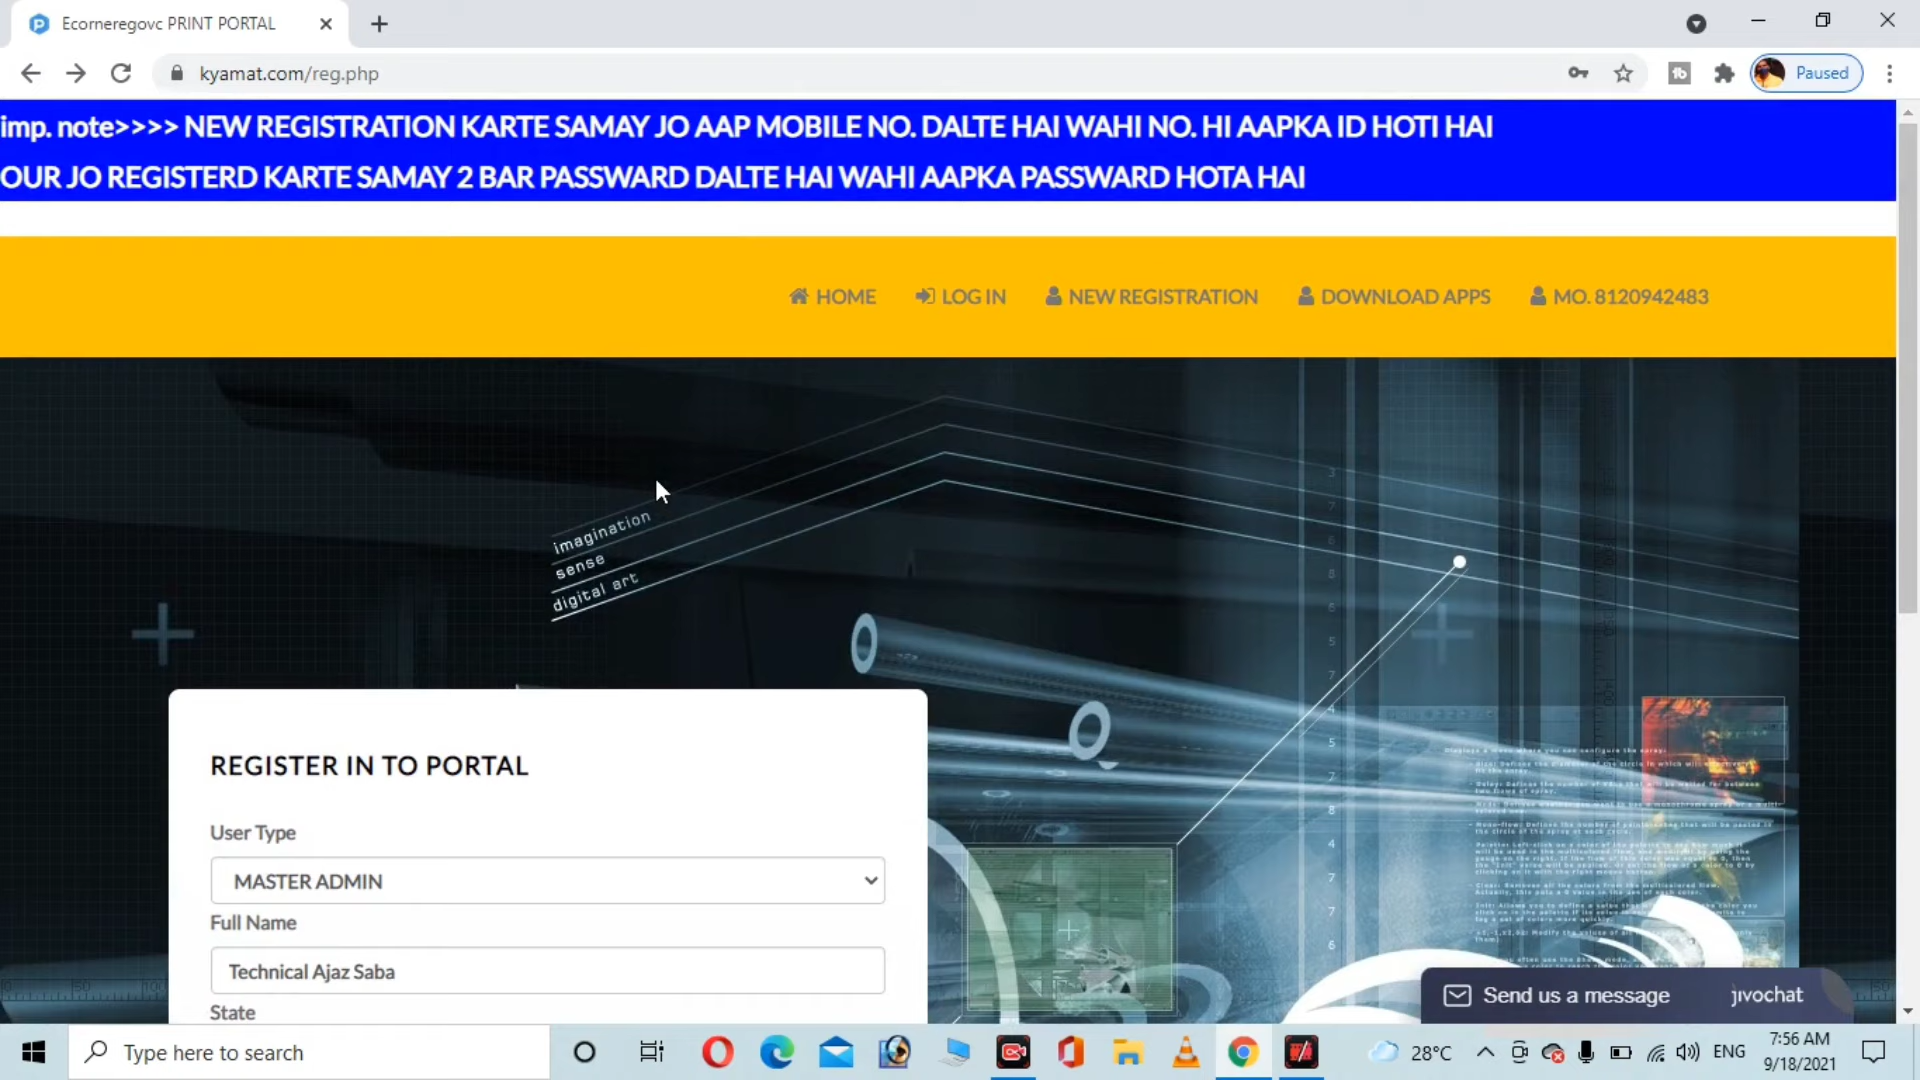 Ecorneregovc PRINT PORTAL
kyamat.com/reg.php
Paused
imp. note>>>> NEW REGISTRATION KARTE SAMAY JO AAP MOBILE NO. DALTE HAI WAHI NO. HI AAPKA ID HOTI HAI
OUR JO REGISTERD KARTE SAMAY 2 BAR PASSWARD DALTE HAI WAHI AAPKA PASSWARD HOTA HAI
HOME LOG IN NEW REGISTRATION DOWNLOAD APPS MO. 8120942483
imagination
sense
digital art
REGISTER IN TO PORTAL
User Type
MASTER ADMIN
Full Name
Technical Ajaz Saba
State
Send us a message jivochat
Type here to search
28°C
ENG
7:56 AM
9/18/2021